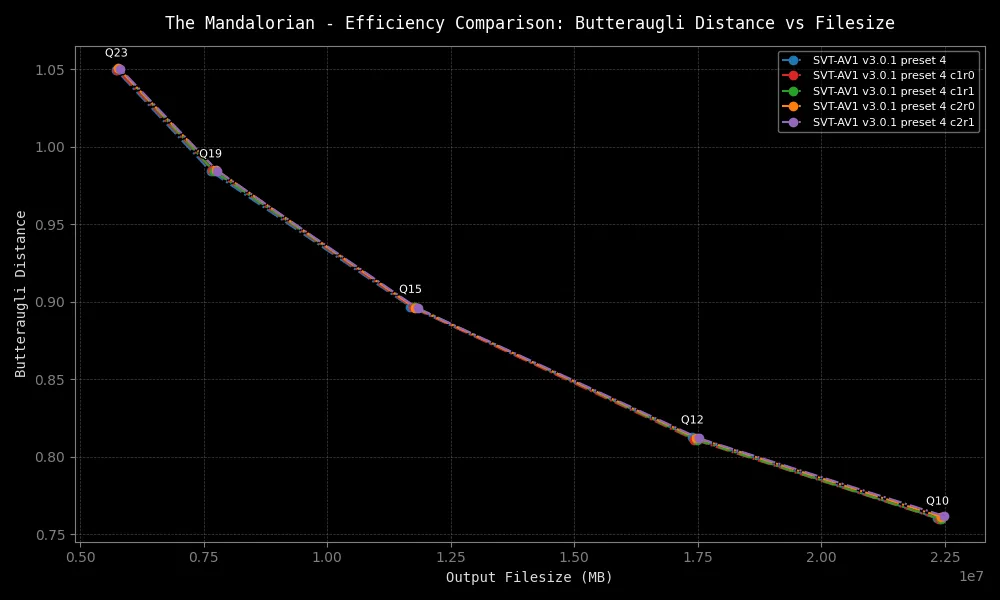 The Mandalorian - Efficiency Comparison: Butteraugli Distance vs Filesize
SVT-AV1 v3.0.1 preset 4
SVT-AV1 v3.0.1 preset 4 c1r0
SVT-AV1 v3.0.1 preset 4 c1r1
SVT-AV1 v3.0.1 preset 4 c2r0
SVT-AV1 v3.0.1 preset 4 c2r1
Q23
Q19
Q15
Q12
Q10
Butteraugli Distance
1.05
1.00
0.95
0.90
0.85
0.80
0.75
0.50 0.75 1.00 1.25 1.50 1.75 2.00 2.25
1e7
Output Filesize (MB)